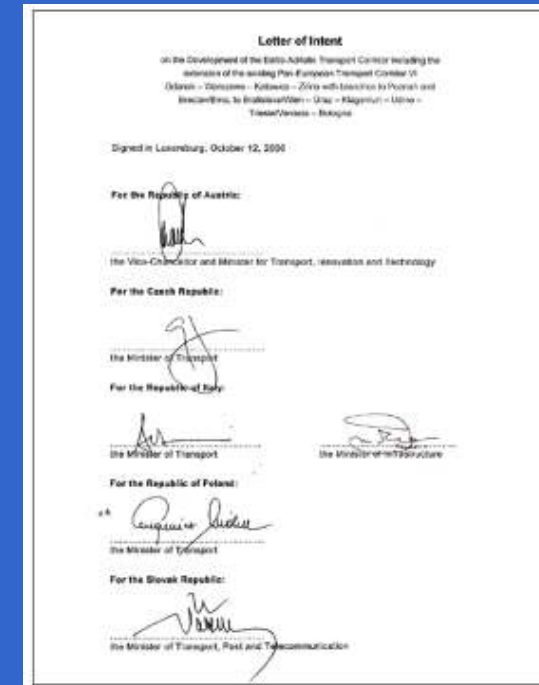 Letter of Intent
on the Development of the Baltic-Adriatic Transport Corridor including the
extension of the existing Pan-European Transport Corridor VI
Gdansk – Warszawa – Katowice – Zilina with branches to Poznan and
Breclav/Brno, to Bratislava/Wien – Graz – Klagenfurt – Udine –
Trieste/Venezia – Bologna
Signed in Luxemburg, October 12, 2006
For the Republic of Austria:
the Vice-Chancellor and Minister for Transport, Innovation and Technology
For the Czech Republic:
the Minister of Transport
For the Republic of Italy:
the Minister of Transport the Minister of Infrastructure
For the Republic of Poland:
the Minister of Transport
For the Slovak Republic:
the Minister of Transport, Post and Telecommunication